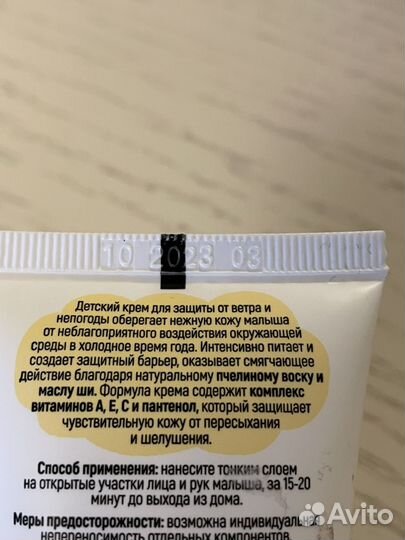 10 2023 03
Детский крем для защиты от ветра и
непогоды оберегает нежную кожу малыша
от неблагоприятного воздействия окружающей
среды в холодное время года. Интенсивно питает и
создает защитный барьер, оказывает смягчающее
действие благодаря натуральному пчелиному воску и
маслу ши. Формула крема содержит комплекс
витаминов А, Е, С и пантенол, который защищает
чувствительную кожу от пересыхания
и шелушения.
Способ применения: нанесите тонким слоем
на открытые участки лица и рук малыша, за 15-20
минут до выхода из дома.
Меры предосторожности: возможна индивидуальная
непереносимость отдельных компонентов.
Avito